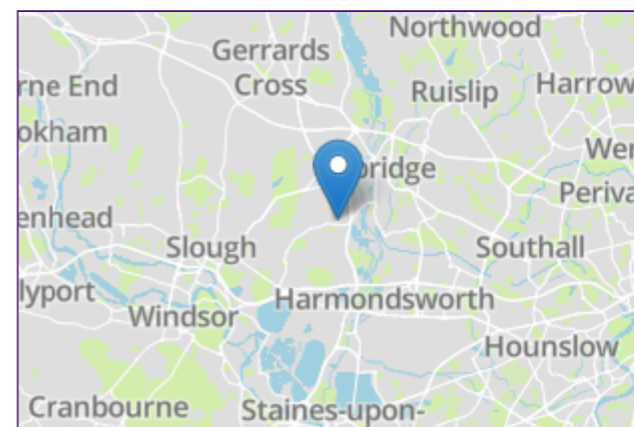 Northwood
Gerrards
Cross
rne End
Ruislip
Harrow
okham
bridge
Wer
Periva
enhead
Slough
Southall
lyport
Harmondsworth
Windsor
Hounslow
Cranbourne
Staines-upon-